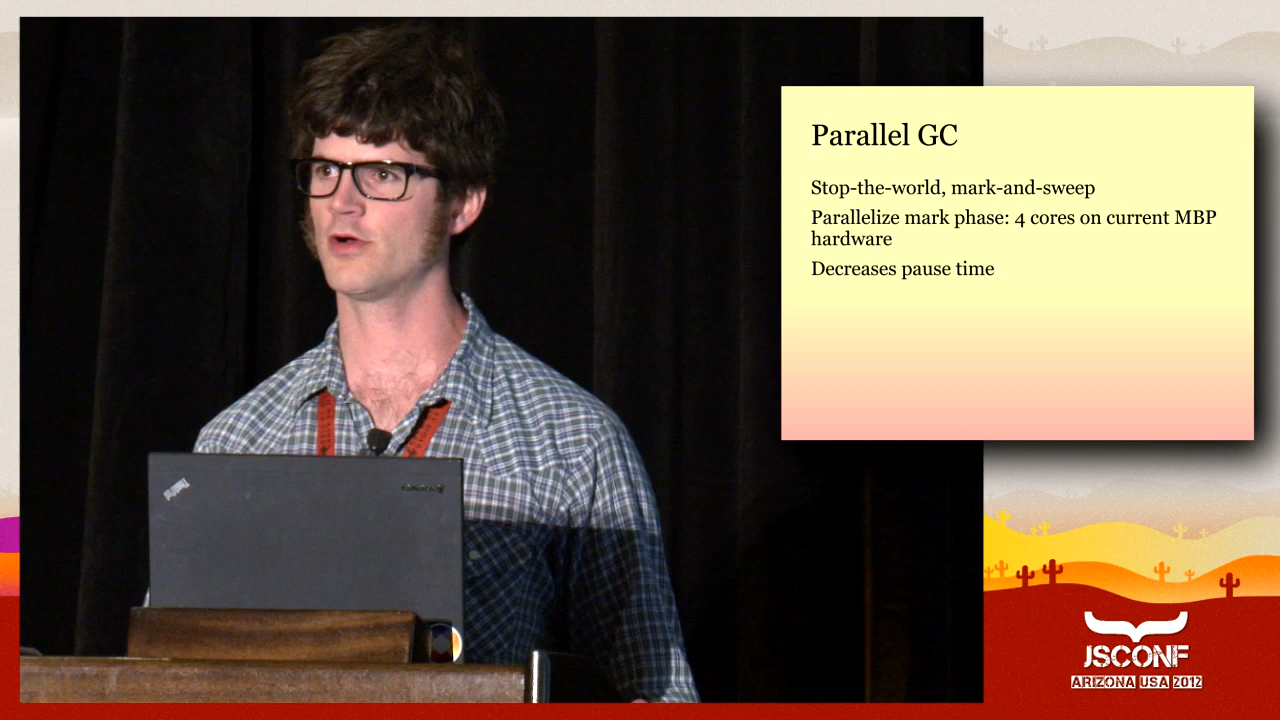 Parallel GC
Stop-the-world, mark-and-sweep
Parallelize mark phase: 4 cores on current MBP
hardware
Decreases pause time
ThinkPad
JSCONF
ARIZONA USA 2012